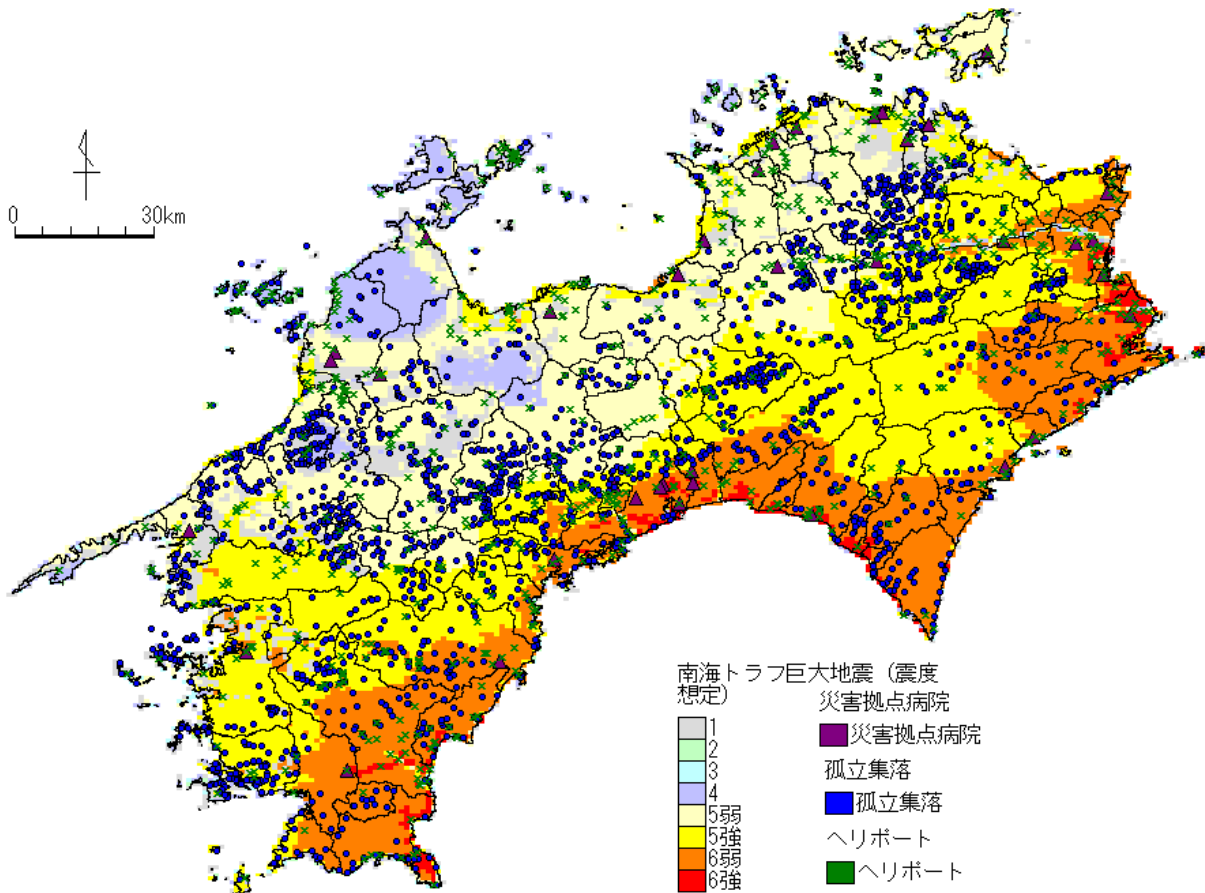 0
30km
南海トラフ巨大地震（震度
想定）
1
2
3
4
5弱
5強
6弱
6強
災害拠点病院
災害拠点病院
孤立集落
孤立集落
ヘリポート
ヘリポート